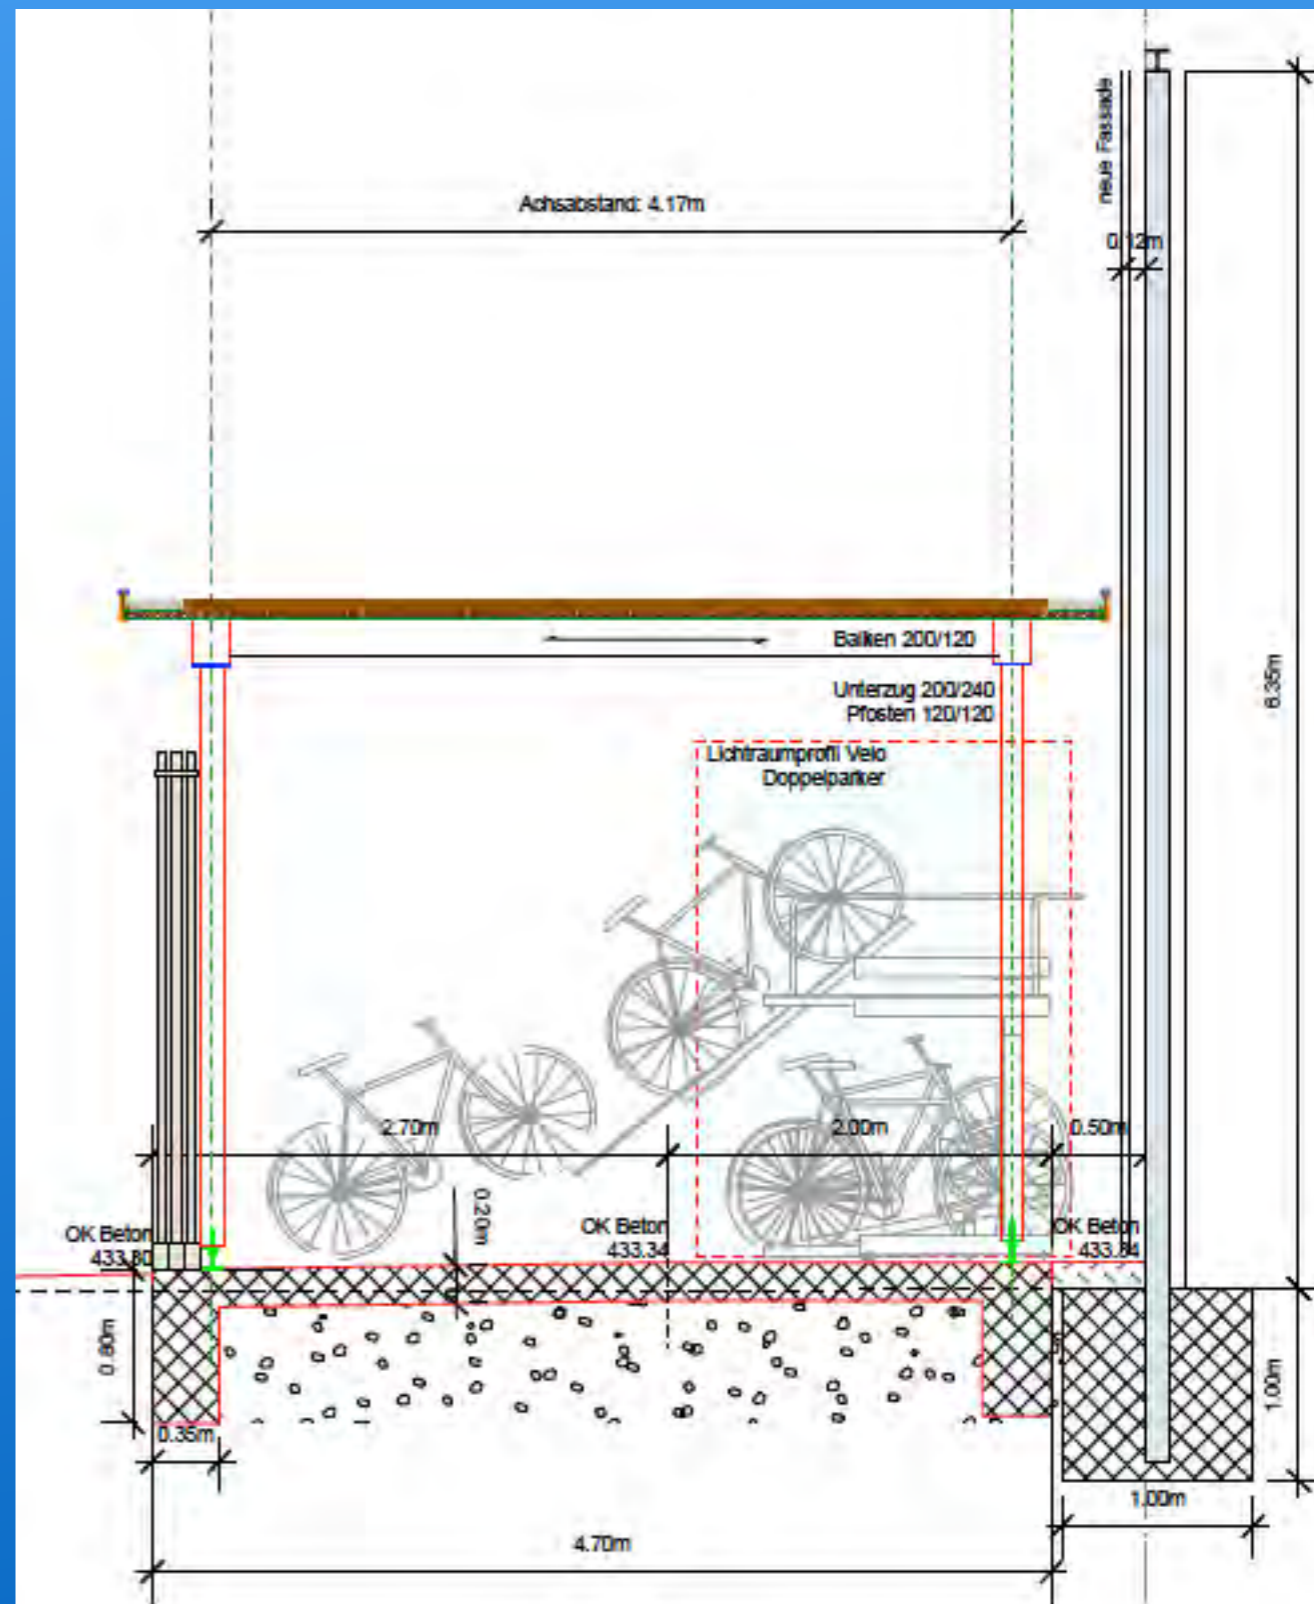 neue Fassade
Achsabstand: 4.17m
0.12m
Balken 200/120
Unterzug 200/240
Pfosten 120/120
6.35m
Lichtraumprofil Velo
Doppelparker
2.70m
2.00m
0.50m
0.20m
OK Beton
433.30
OK Beton
433.34
OK Beton
433.34
0.80m
0.35m
1.00m
1.00m
4.70m